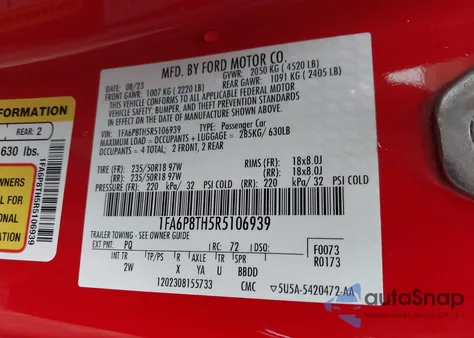 MFD. BY FORD MOTOR CO.
DATE: 08/23 GVWR: 2050 KG ( 4520 LB)
FRONT GAWR: 1007 KG ( 2220 LB) REAR GAWR: 1091 KG ( 2405 LB)
THIS VEHICLE CONFORMS TO ALL APPLICABLE FEDERAL MOTOR
VEHICLE SAFETY, BUMPER, AND THEFT PREVENTION STANDARDS
IN EFFECT ON THE DATE OF MANUFACTURE SHOWN ABOVE.
VIN: 1FA6P8TH5R5106939 TYPE: Passenger Car
MAXIMUM LOAD = OCCUPANTS + LUGGAGE = 285KG/ 630LB
OCCUPANTS = 4 TOTAL; 2 FRONT, 2 REAR
TIRE (FR): 235/50R18 97W RIMS (FR): 18x8.0J
TIRE (RR): 235/50R18 97W RIMS (RR): 18x8.0J
PRESSURE (FR): 220 kPa/ 32 PSI COLD PRESSURE (RR): 220 kPa/ 32 PSI COLD
1FA6P8TH5R5106939
TRAILER TOWING - SEE OWNER GUIDE
EXT PNT: PQ RC: 72 DSO: F0073
INT TR TP/PS R AXLE TR SPR R0173
2W X YA U BBDD
1202308155733 CMC 5U5A-5420472-AA
FORMATION
REAR: 2
630 lbs.
OWNERS
1FA6P8TH5R5106939
autoSnap